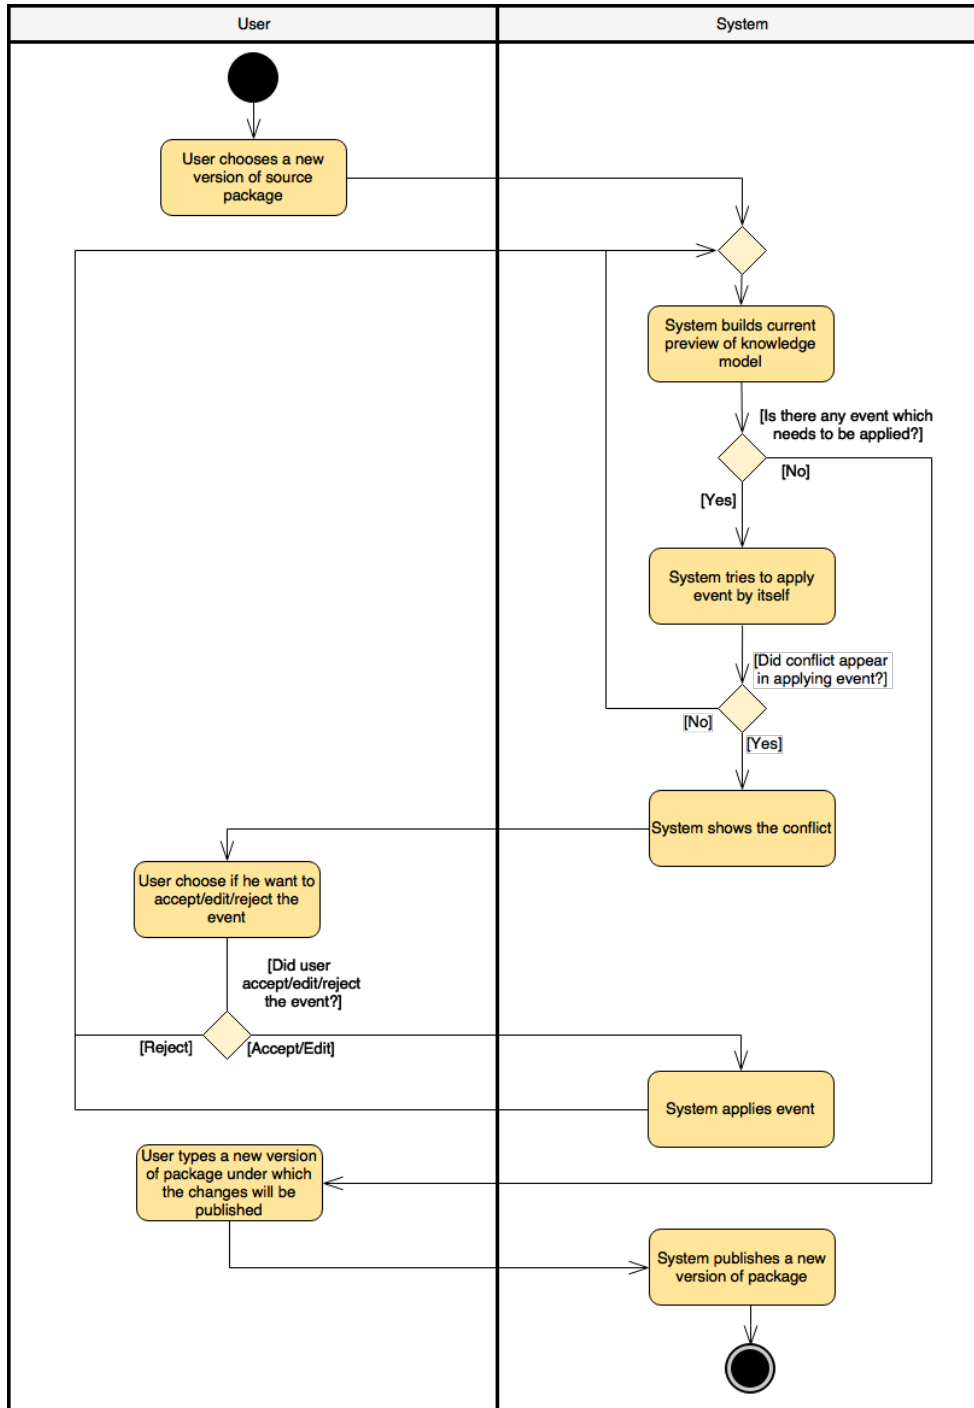 User
System
User chooses a new
version of source
package
System builds current
preview of knowledge
model
[Is there any event which
needs to be applied?]
[No]
[Yes]
System tries to apply
event by itself
[Did conflict appear
in applying event?]
[No]
[Yes]
System shows the conflict
User choose if he want to
accept/edit/reject the
event
[Did user
accept/edit/reject
the event?]
[Reject]
[Accept/Edit]
System applies event
User types a new version
of package under which
the changes will be
published
System publishes a new
version of package